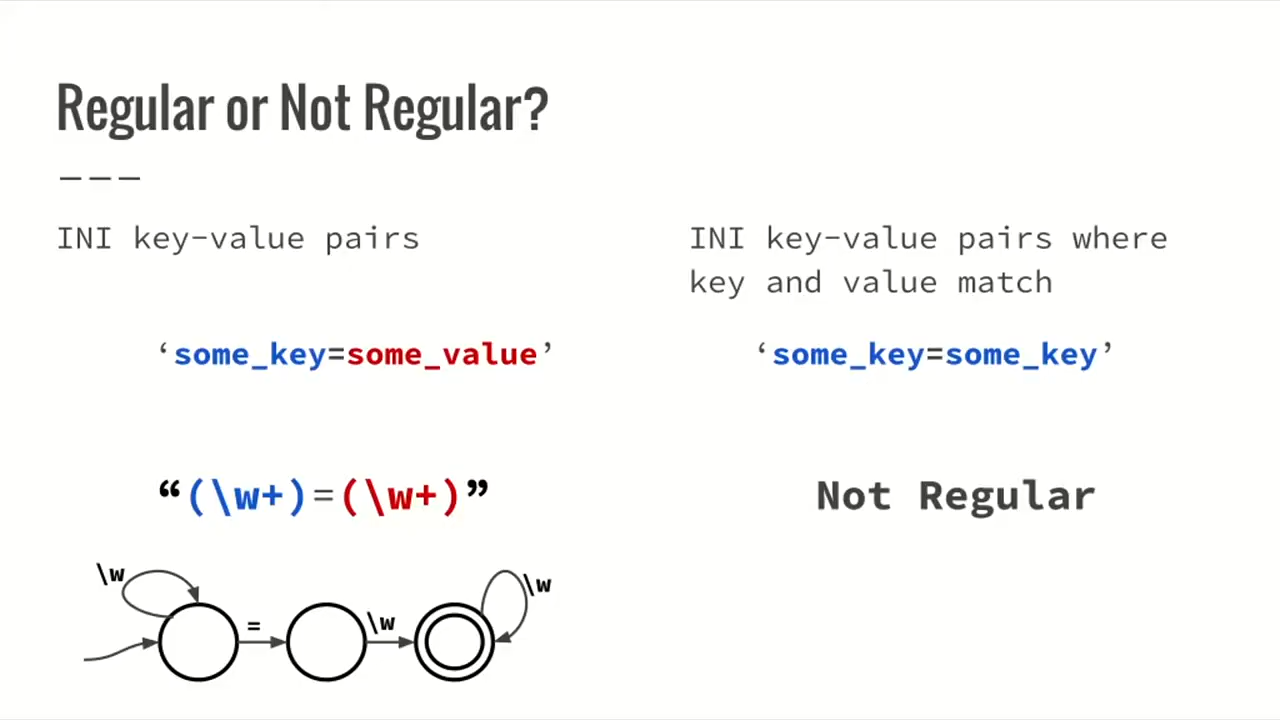 Regular or Not Regular?
———
INI key-value pairs
‘some_key=some_value’
“(\w+)=(\w+)”
\w
=
\w
\w
INI key-value pairs where
key and value match
‘some_key=some_key’
Not Regular